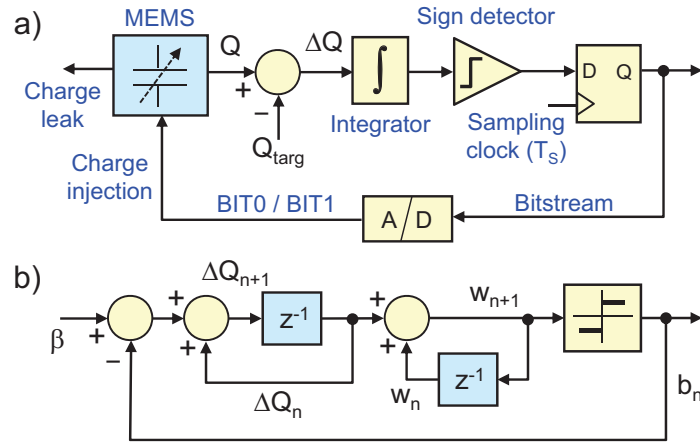 a)
MEMS
Sign detector
Q
ΔQ
+
−
∫
D
Q
Charge
leak
Q_targ
Integrator
Sampling
clock (T_S)
Charge
injection
BIT0 / BIT1
A/D
Bitstream
b)
ΔQ_n+1
w_n+1
β
+
−
+
+
z⁻¹
+
+
z⁻¹
ΔQ_n
w_n
b_n